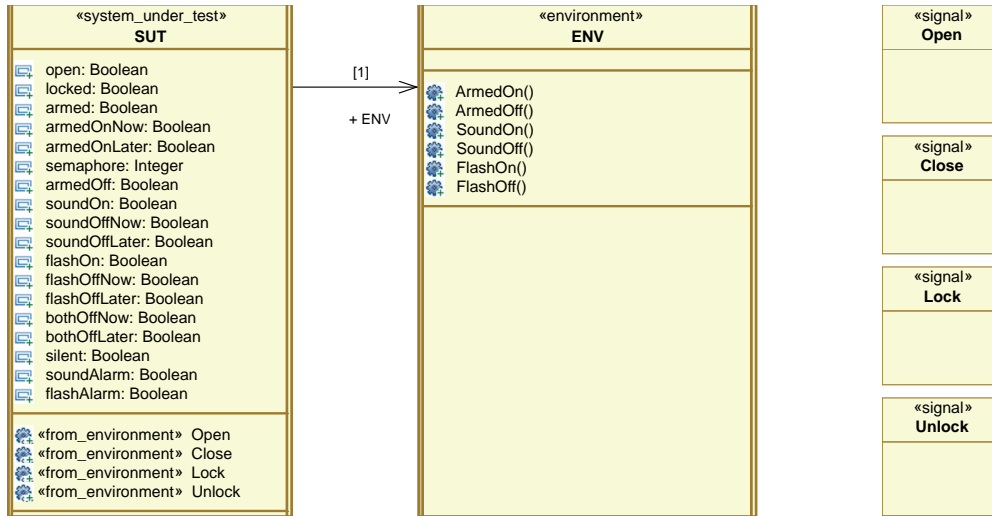 «system_under_test»
SUT
open: Boolean
locked: Boolean
armed: Boolean
armedOnNow: Boolean
armedOnLater: Boolean
semaphore: Integer
armedOff: Boolean
soundOn: Boolean
soundOffNow: Boolean
soundOffLater: Boolean
flashOn: Boolean
flashOffNow: Boolean
flashOffLater: Boolean
bothOffNow: Boolean
bothOffLater: Boolean
silent: Boolean
soundAlarm: Boolean
flashAlarm: Boolean
«from_environment» Open
«from_environment» Close
«from_environment» Lock
«from_environment» Unlock
[1]
+ ENV
«environment»
ENV
ArmedOn()
ArmedOff()
SoundOn()
SoundOff()
FlashOn()
FlashOff()
«signal»
Open
«signal»
Close
«signal»
Lock
«signal»
Unlock